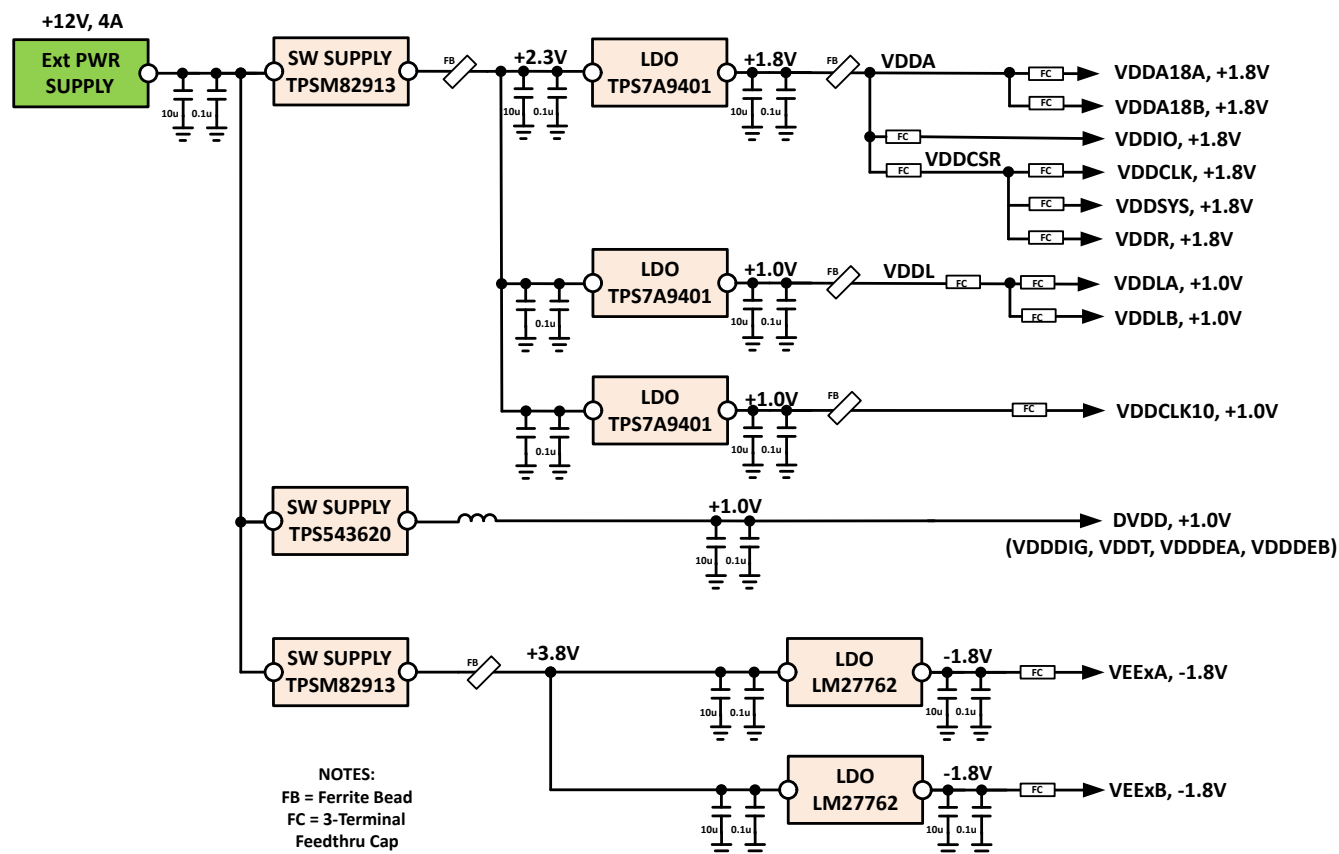 +12V, 4A
Ext PWR
SUPPLY
10u
0.1u
SW SUPPLY
TPSM82913
FB
+2.3V
10u
0.1u
LDO
TPS7A9401
+1.8V
10u
0.1u
FB
VDDA
FC
VDDA18A, +1.8V
FC
VDDA18B, +1.8V
FC
VDDIO, +1.8V
FC
VDDCSR
FC
VDDCLK, +1.8V
FC
VDDSYS, +1.8V
FC
VDDR, +1.8V
0.1u
LDO
TPS7A9401
+1.0V
10u
0.1u
FB
VDDL
FC
FC
VDDLA, +1.0V
FC
VDDLB, +1.0V
0.1u
LDO
TPS7A9401
+1.0V
10u
0.1u
FB
FC
VDDCLK10, +1.0V
SW SUPPLY
TPS543620
+1.0V
10u
0.1u
DVDD, +1.0V
(VDDDIG, VDDT, VDDDEA, VDDDEB)
SW SUPPLY
TPSM82913
FB
+3.8V
10u
0.1u
LDO
LM27762
-1.8V
10u
0.1u
FC
VEExA, -1.8V
10u
0.1u
LDO
LM27762
-1.8V
10u
0.1u
FC
VEExB, -1.8V
NOTES:
FB = Ferrite Bead
FC = 3-Terminal
Feedthru Cap